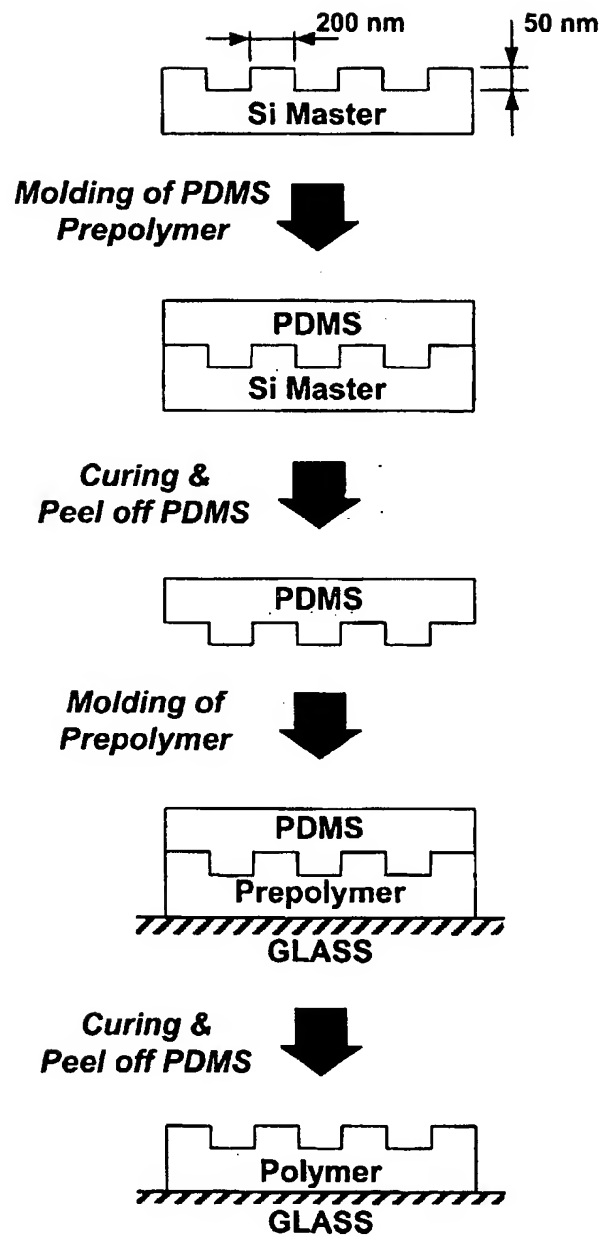 200 nm
50 nm
Si Master
Molding of PDMS
Prepolymer
PDMS
Si Master
Curing &
Peel off PDMS
PDMS
Molding of
Prepolymer
PDMS
Prepolymer
GLASS
Curing &
Peel off PDMS
Polymer
GLASS